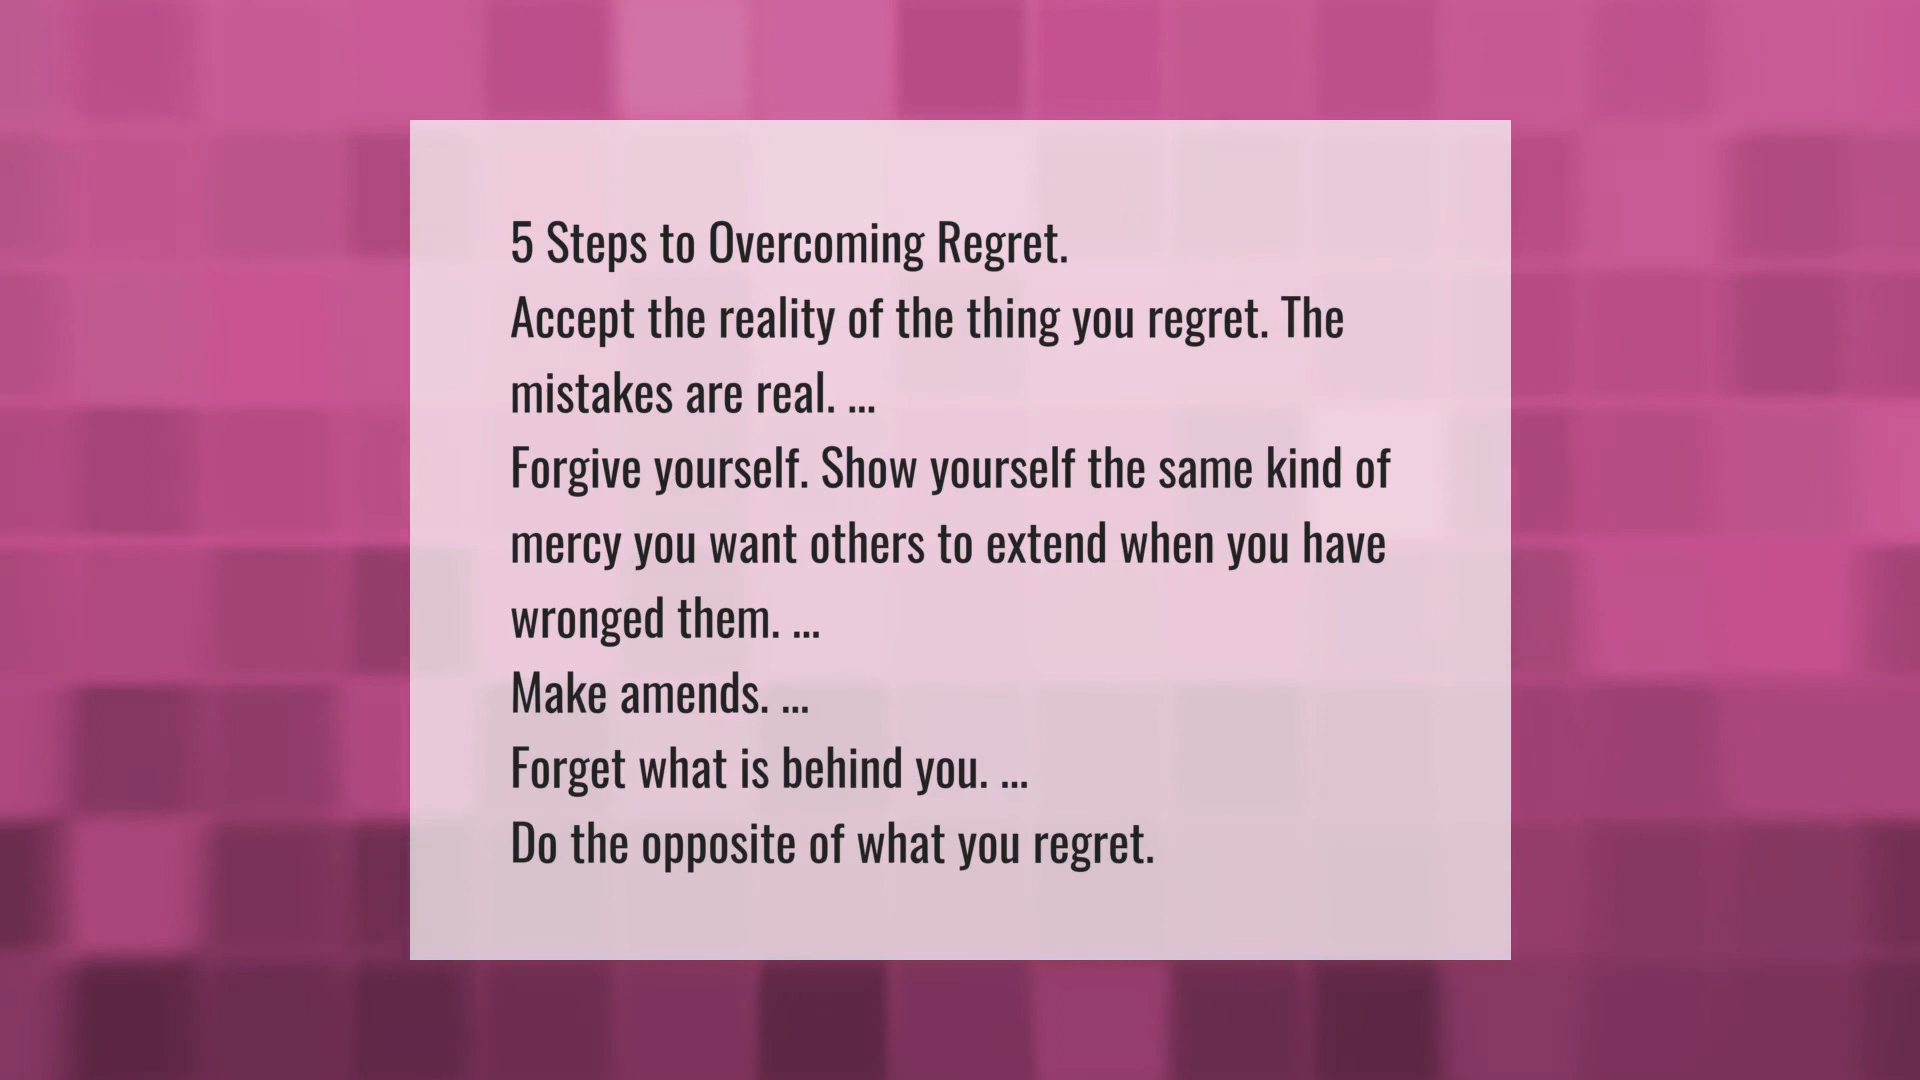 5 Steps to Overcoming Regret.
Accept the reality of the thing you regret. The
mistakes are real. ...
Forgive yourself. Show yourself the same kind of
mercy you want others to extend when you have
wronged them. ...
Make amends. ...
Forget what is behind you. ...
Do the opposite of what you regret.